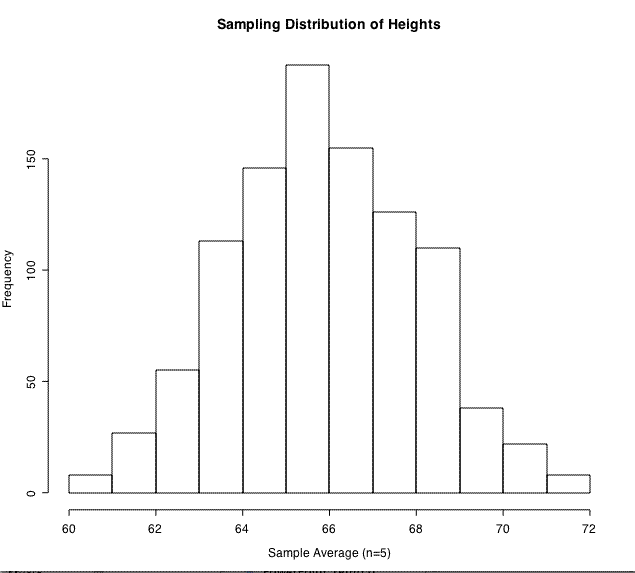 Sampling Distribution of Heights
Frequency
150
100
50
0
60 62 64 66 68 70 72
Sample Average (n=5)